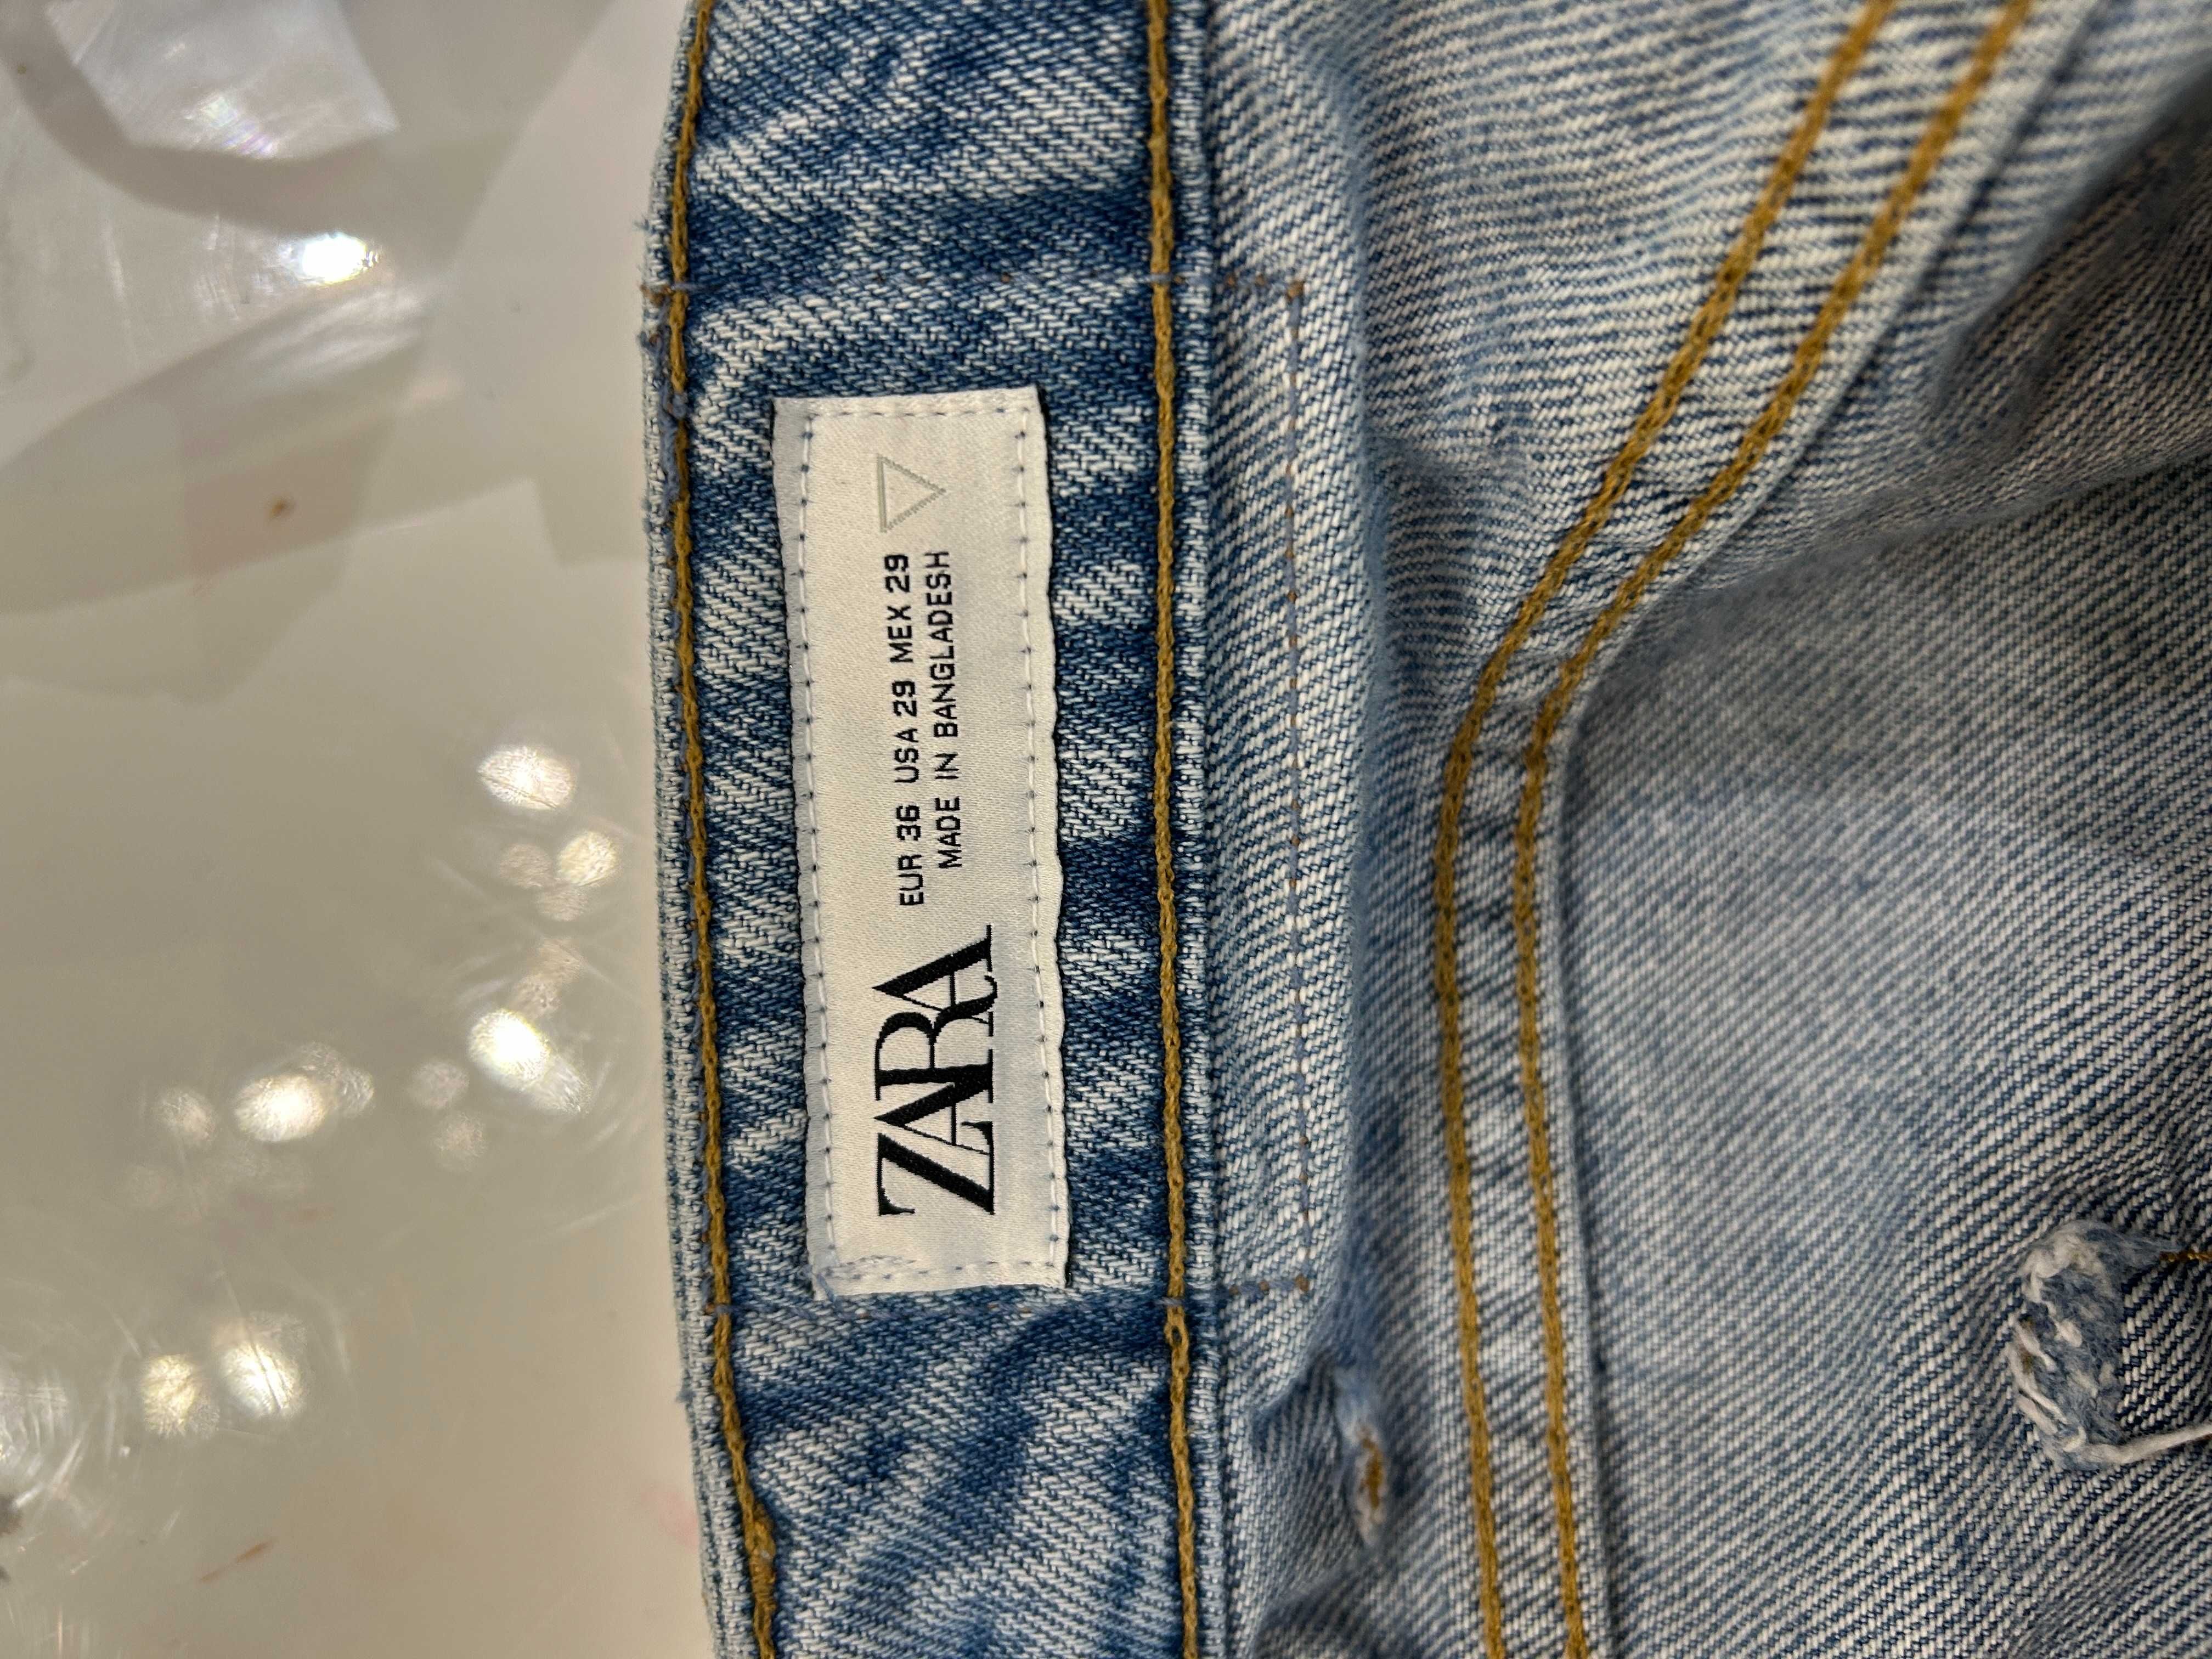 ZARA
EUR 36 USA 29 MEX 29
MADE IN BANGLADESH